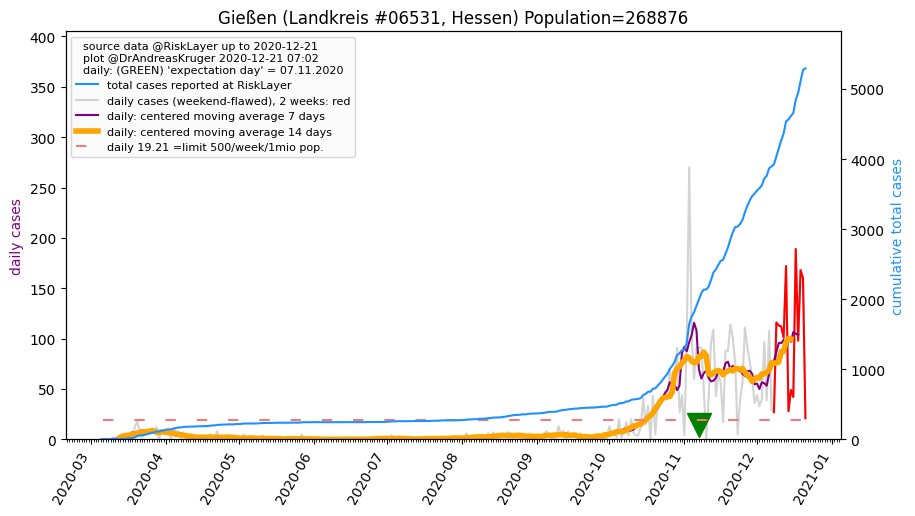 Gießen (Landkreis #06531, Hessen) Population=268876
source data @RiskLayer up to 2020-12-21
plot @DrAndreasKruger 2020-12-21 07:02
daily: (GREEN) 'expectation day' = 07.11.2020
total cases reported at RiskLayer
daily cases (weekend-flawed), 2 weeks: red
daily: centered moving average 7 days
daily: centered moving average 14 days
daily 19.21 =limit 500/week/1mio pop.
daily cases
400
350
300
250
200
150
100
50
0
cumulative total cases
5000
4000
3000
2000
1000
0
2020-03
2020-04
2020-05
2020-06
2020-07
2020-08
2020-09
2020-10
2020-11
2020-12
2021-01